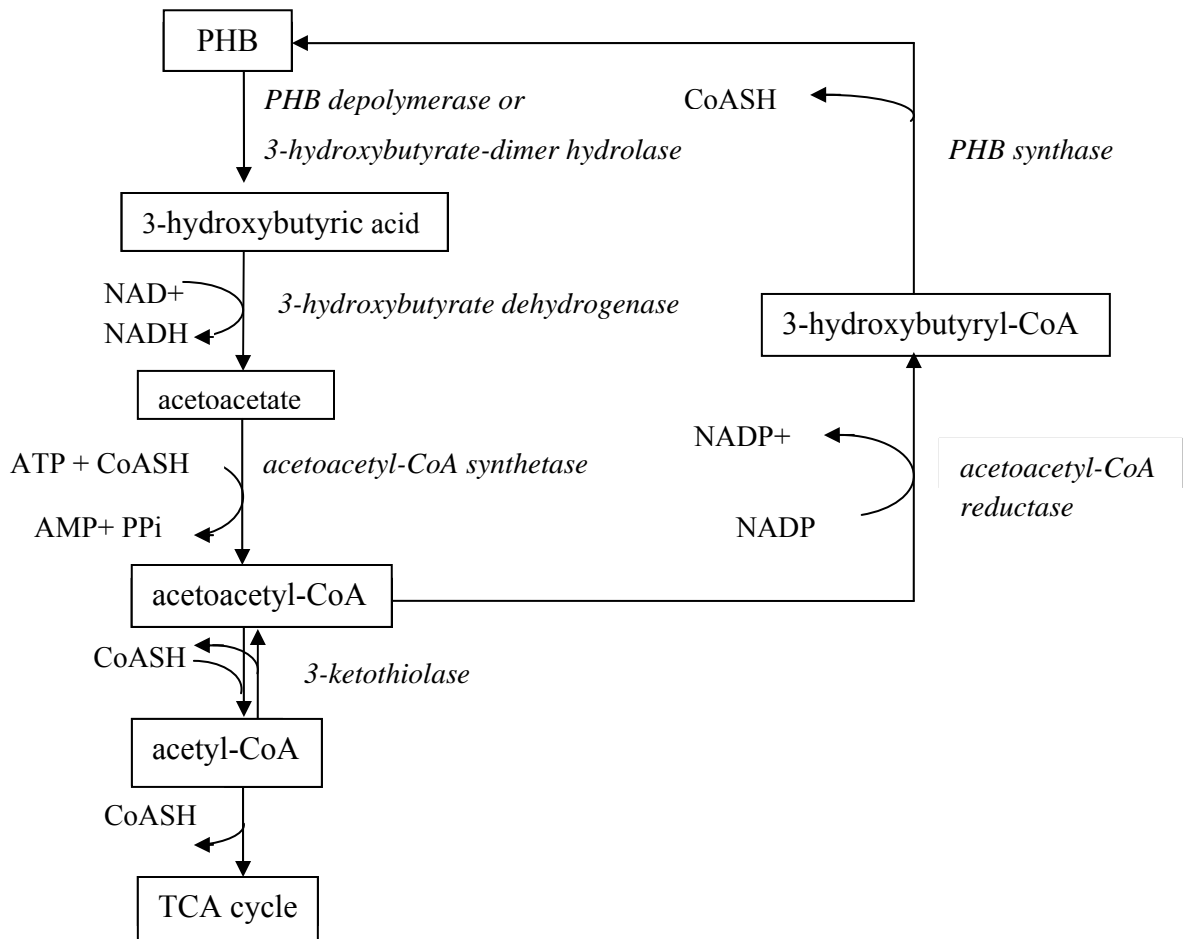 PHB
PHB depolymerase or
3-hydroxybutyrate-dimer hydrolase
CoASH
PHB synthase
3-hydroxybutyric acid
NAD+
NADH
3-hydroxybutyrate dehydrogenase
3-hydroxybutyryl-CoA
acetoacetate
ATP + CoASH
AMP+ PPi
acetoacetyl-CoA synthetase
NADP+
NADP
acetoacetyl-CoA
reductase
acetoacetyl-CoA
CoASH
3-ketothiolase
acetyl-CoA
CoASH
TCA cycle